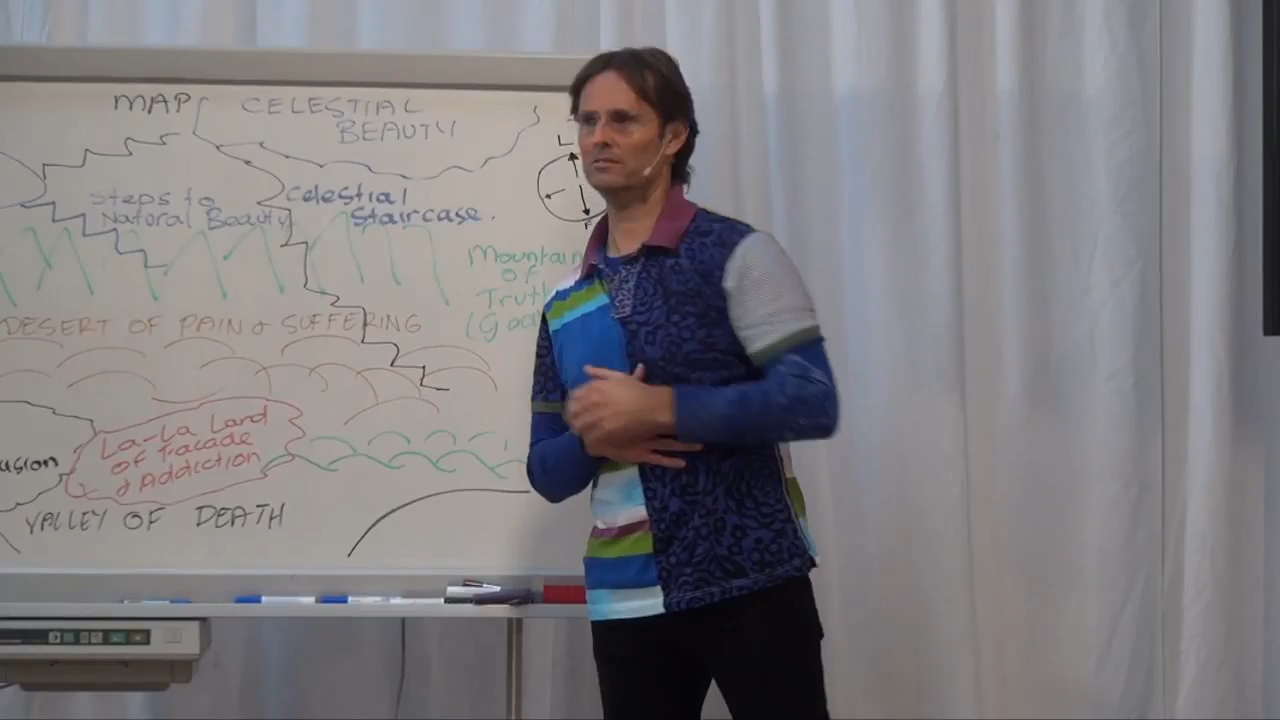 MAP
CELESTIAL
BEAUTY
L
Steps to
Natural Beauty
Celestial
Staircase.
F
Mountain
of
Truth
(God
DESERT OF PAIN & SUFFERING
La-La Land
of Facade
& Addiction
usion
VALLEY OF DEATH